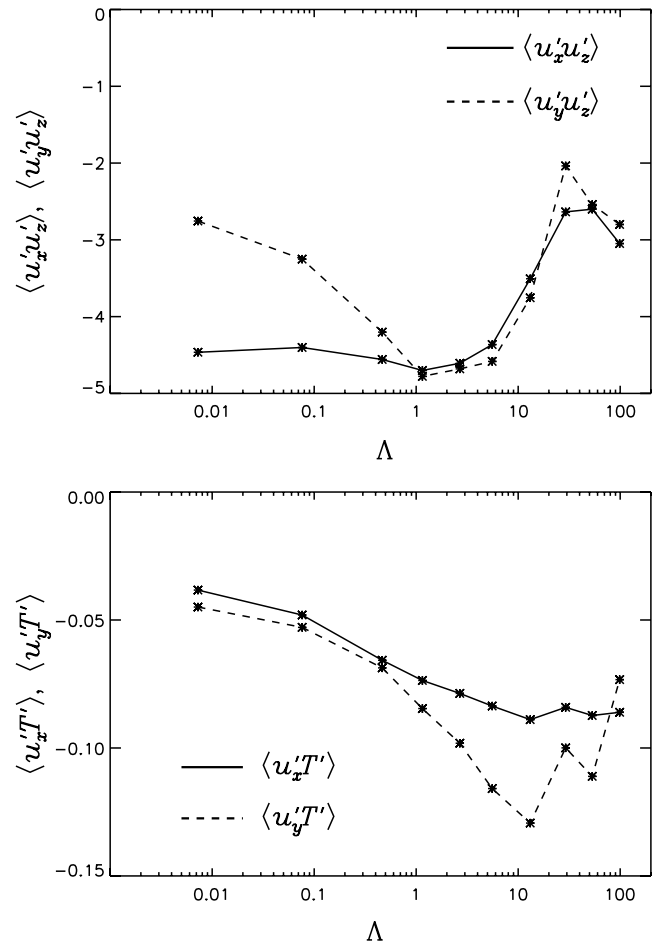 0
-1
-2
-3
-4
-5
⟨u'ₓu'_z⟩, ⟨u'_yu'_z⟩
⟨u'ₓu'_z⟩
⟨u'_yu'_z⟩
0.01 0.1 1 10 100
Λ
0.00
-0.05
-0.10
-0.15
⟨u'ₓT'⟩, ⟨u'_yT'⟩
⟨u'ₓT'⟩
⟨u'_yT'⟩
0.01 0.1 1 10 100
Λ